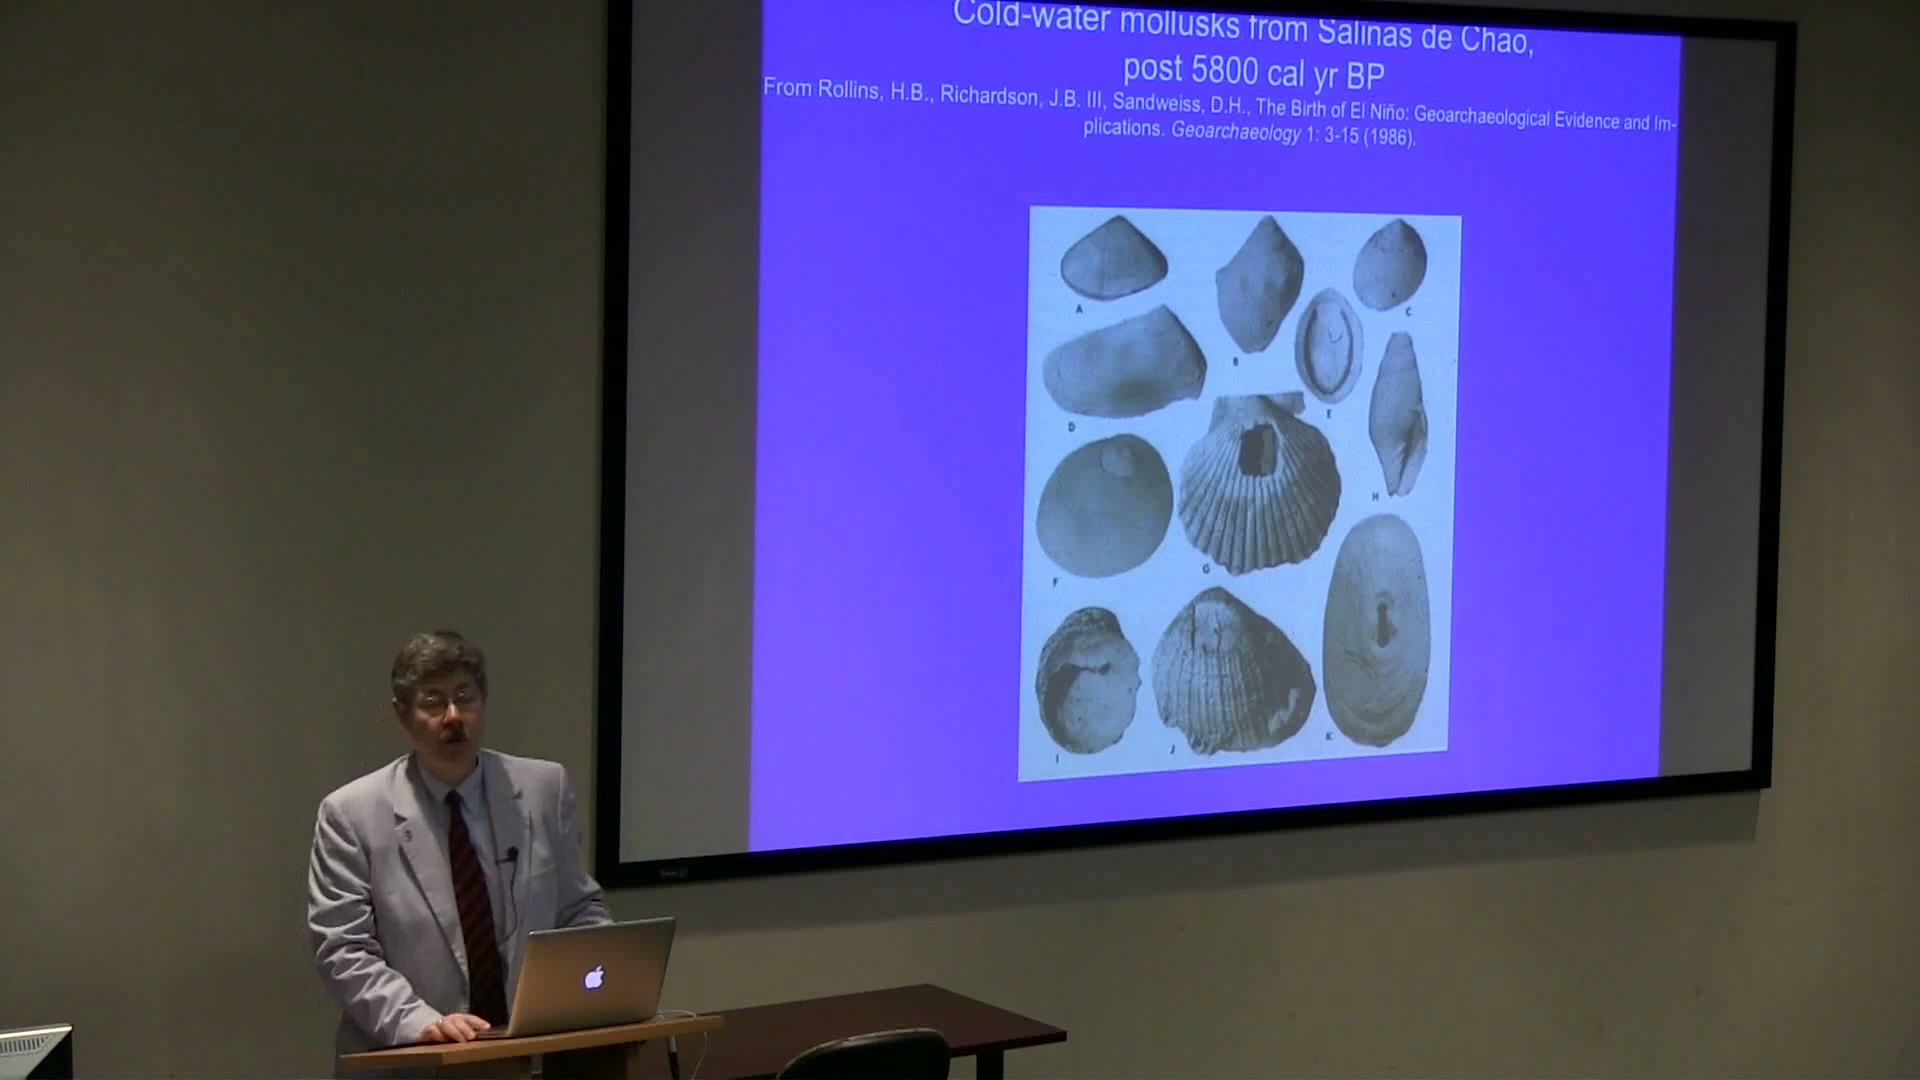 Cold-water mollusks from Salinas de Chao,
post 5800 cal yr BP
From Rollins, H.B., Richardson, J.B. III, Sandweiss, D.H., The Birth of El Niño: Geoarchaeological Evidence and Im-
plications. Geoarchaeology 1: 3-15 (1986).
A
B
C
D
E
F
G
H
I
J
K